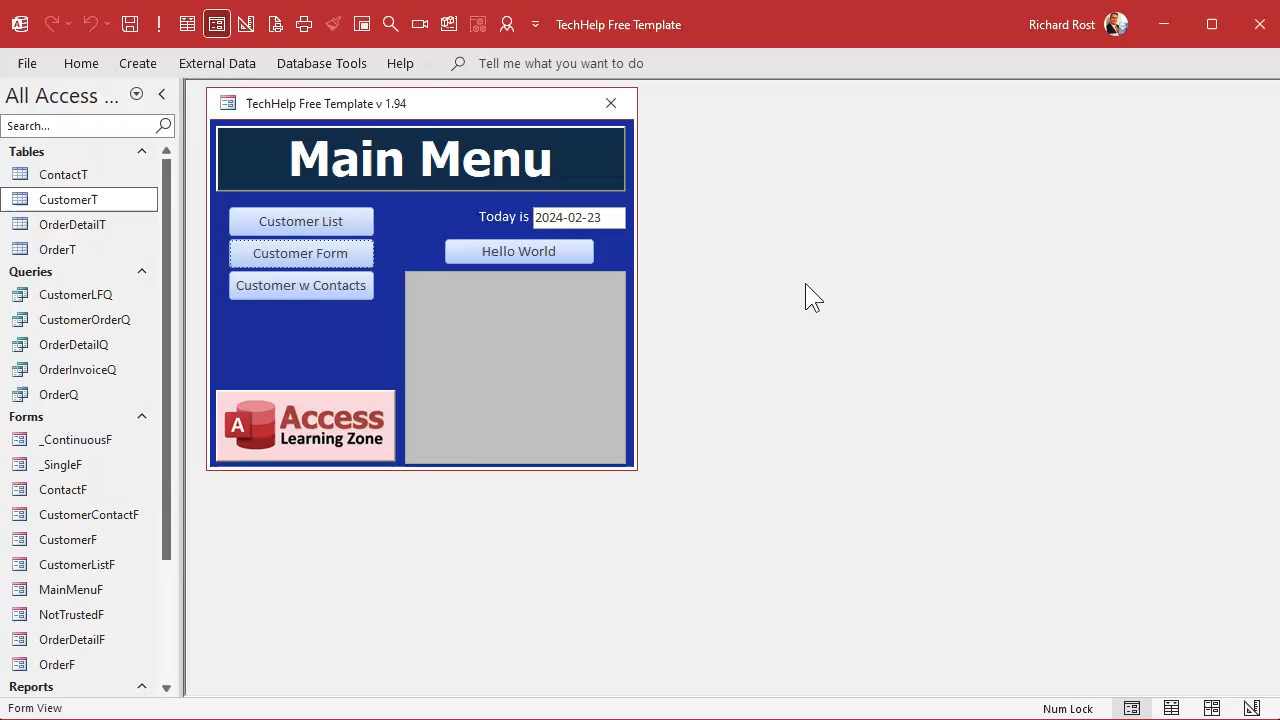 TechHelp Free Template
Richard Rost
File
Home
Create
External Data
Database Tools
Help
Tell me what you want to do
All Access ...
Search...
Tables
ContactT
CustomerT
OrderDetailT
OrderT
Queries
CustomerLFQ
CustomerOrderQ
OrderDetailQ
OrderInvoiceQ
OrderQ
Forms
_ContinuousF
_SingleF
ContactF
CustomerContactF
CustomerF
CustomerListF
MainMenuF
NotTrustedF
OrderDetailF
OrderF
Reports
TechHelp Free Template v 1.94
Main Menu
Customer List
Customer Form
Customer w Contacts
Today is 2024-02-23
Hello World
A Access
Learning Zone
Form View
Num Lock